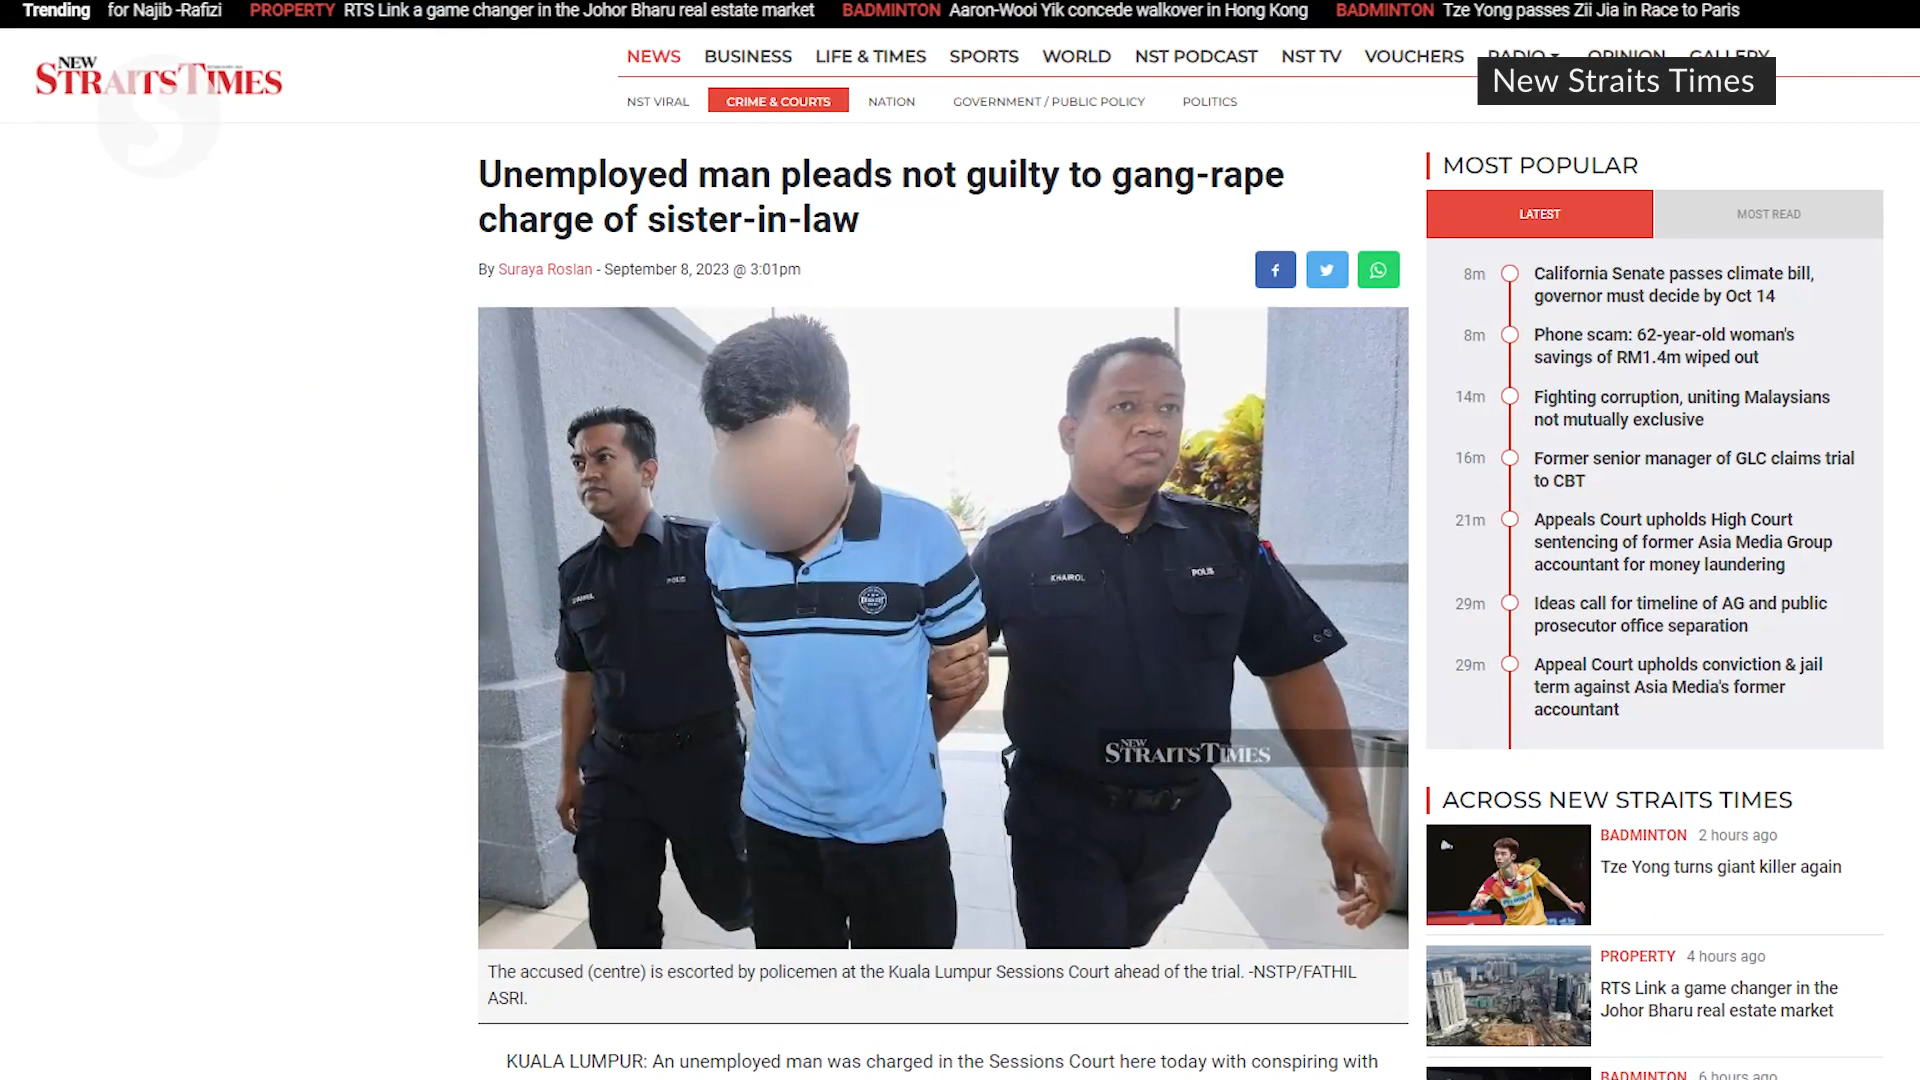 Trending for Najib -Rafizi PROPERTY RTS Link a game changer in the Johor Bharu real estate market BADMINTON Aaron-Wooi Yik concede walkover in Hong Kong BADMINTON Tze Yong passes Zii Jia in Race to Paris
NEW
STRAITS TIMES
NEWS BUSINESS LIFE & TIMES SPORTS WORLD NST PODCAST NST TV VOUCHERS RADIO OPINION GALLERY
New Straits Times
NST VIRAL CRIME & COURTS NATION GOVERNMENT / PUBLIC POLICY POLITICS
Unemployed man pleads not guilty to gang-rape
charge of sister-in-law
By Suraya Roslan - September 8, 2023 @ 3:01pm
POLIS
KHAIROL
POLIS
NEW
STRAITS TIMES
The accused (centre) is escorted by policemen at the Kuala Lumpur Sessions Court ahead of the trial. -NSTP/FATHIL
ASRI.
KUALA LUMPUR: An unemployed man was charged in the Sessions Court here today with conspiring with
MOST POPULAR
LATEST MOST READ
8m California Senate passes climate bill,
governor must decide by Oct 14
8m Phone scam: 62-year-old woman's
savings of RM1.4m wiped out
14m Fighting corruption, uniting Malaysians
not mutually exclusive
16m Former senior manager of GLC claims trial
to CBT
21m Appeals Court upholds High Court
sentencing of former Asia Media Group
accountant for money laundering
29m Ideas call for timeline of AG and public
prosecutor office separation
29m Appeal Court upholds conviction & jail
term against Asia Media's former
accountant
ACROSS NEW STRAITS TIMES
BADMINTON 2 hours ago
Tze Yong turns giant killer again
PROPERTY 4 hours ago
RTS Link a game changer in the
Johor Bharu real estate market
BADMINTON 6 hours ago